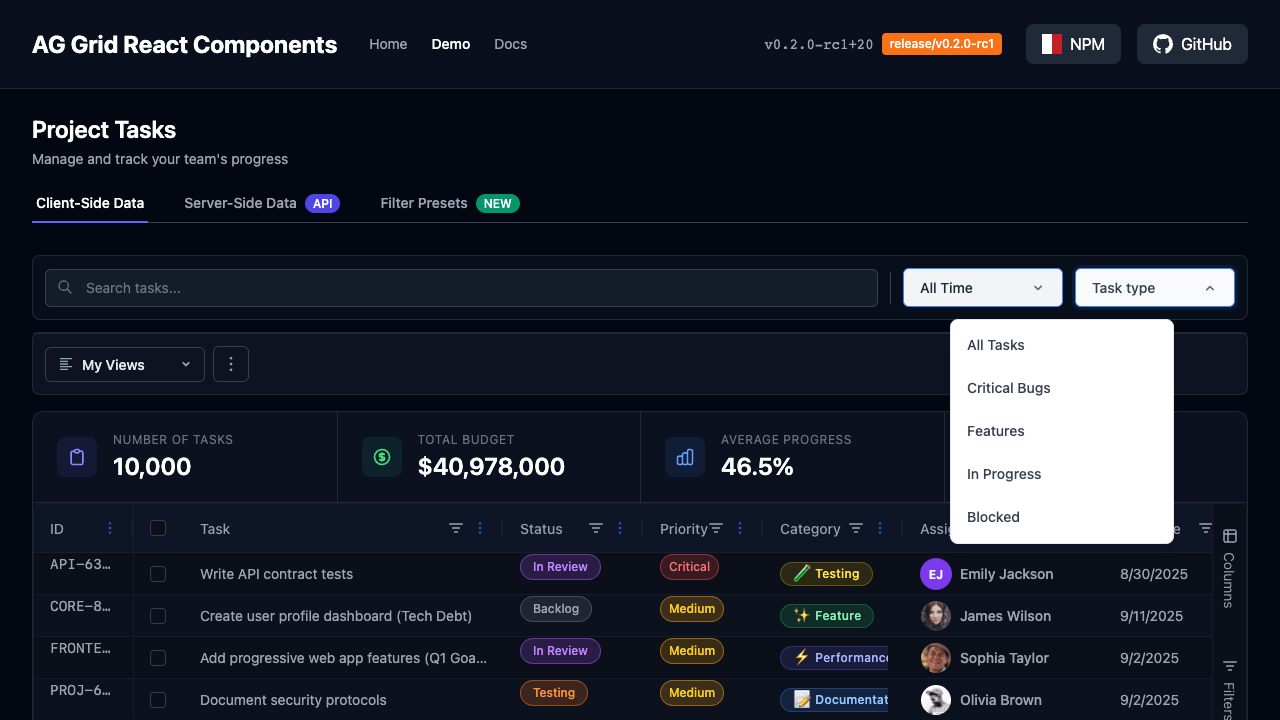 AG Grid React Components
Home
Demo
Docs
v0.2.0-rc1+20
release/v0.2.0-rc1
NPM
GitHub
Project Tasks
Manage and track your team's progress
Client-Side Data
Server-Side Data API
Filter Presets NEW
Search tasks...
All Time
Task type
All Tasks
Critical Bugs
Features
In Progress
Blocked
My Views
NUMBER OF TASKS
10,000
TOTAL BUDGET
$40,978,000
AVERAGE PROGRESS
46.5%
ID Task Status Priority Category
API-63... Write API contract tests In Review Critical Testing EJ Emily Jackson 8/30/2025
CORE-8... Create user profile dashboard (Tech Debt) Backlog Medium Feature James Wilson 9/11/2025
FRONTE... Add progressive web app features (Q1 Goa... In Review Medium Performance Sophia Taylor 9/2/2025
PROJ-6... Document security protocols Testing Medium Documentat Olivia Brown 9/2/2025
Columns
Filters